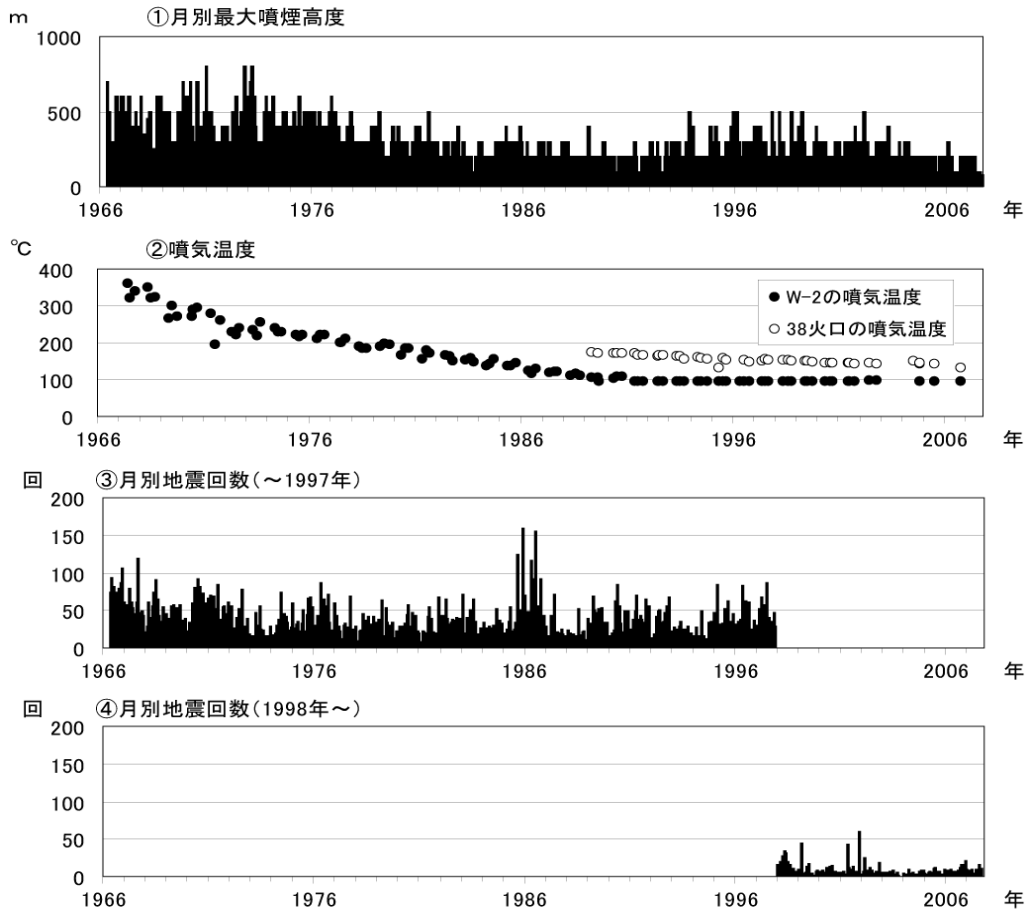 m ①月別最大噴煙高度
1000
500
0
1966 1976 1986 1996 2006 年
℃ ②噴気温度
400
300
200
100
0
● W-2の噴気温度
○ 38火口の噴気温度
1966 1976 1986 1996 2006 年
回 ③月別地震回数(～1997年)
200
150
100
50
0
1966 1976 1986 1996 2006 年
回 ④月別地震回数(1998年～)
200
150
100
50
0
1966 1976 1986 1996 2006 年